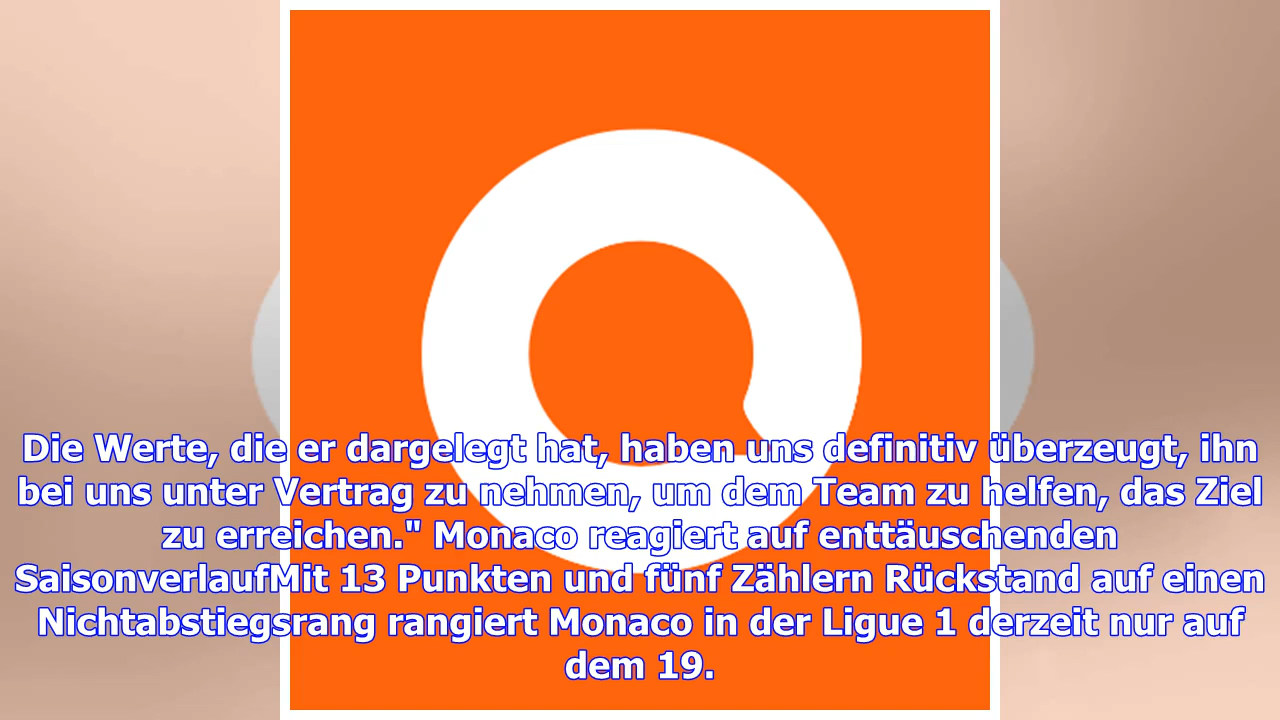 Die Werte, die er dargelegt hat, haben uns definitiv überzeugt, ihn
bei uns unter Vertrag zu nehmen, um dem Team zu helfen, das Ziel
zu erreichen." Monaco reagiert auf enttäuschenden
SaisonverlaufMit 13 Punkten und fünf Zählern Rückstand auf einen
Nichtabstiegsrang rangiert Monaco in der Ligue 1 derzeit nur auf
dem 19.